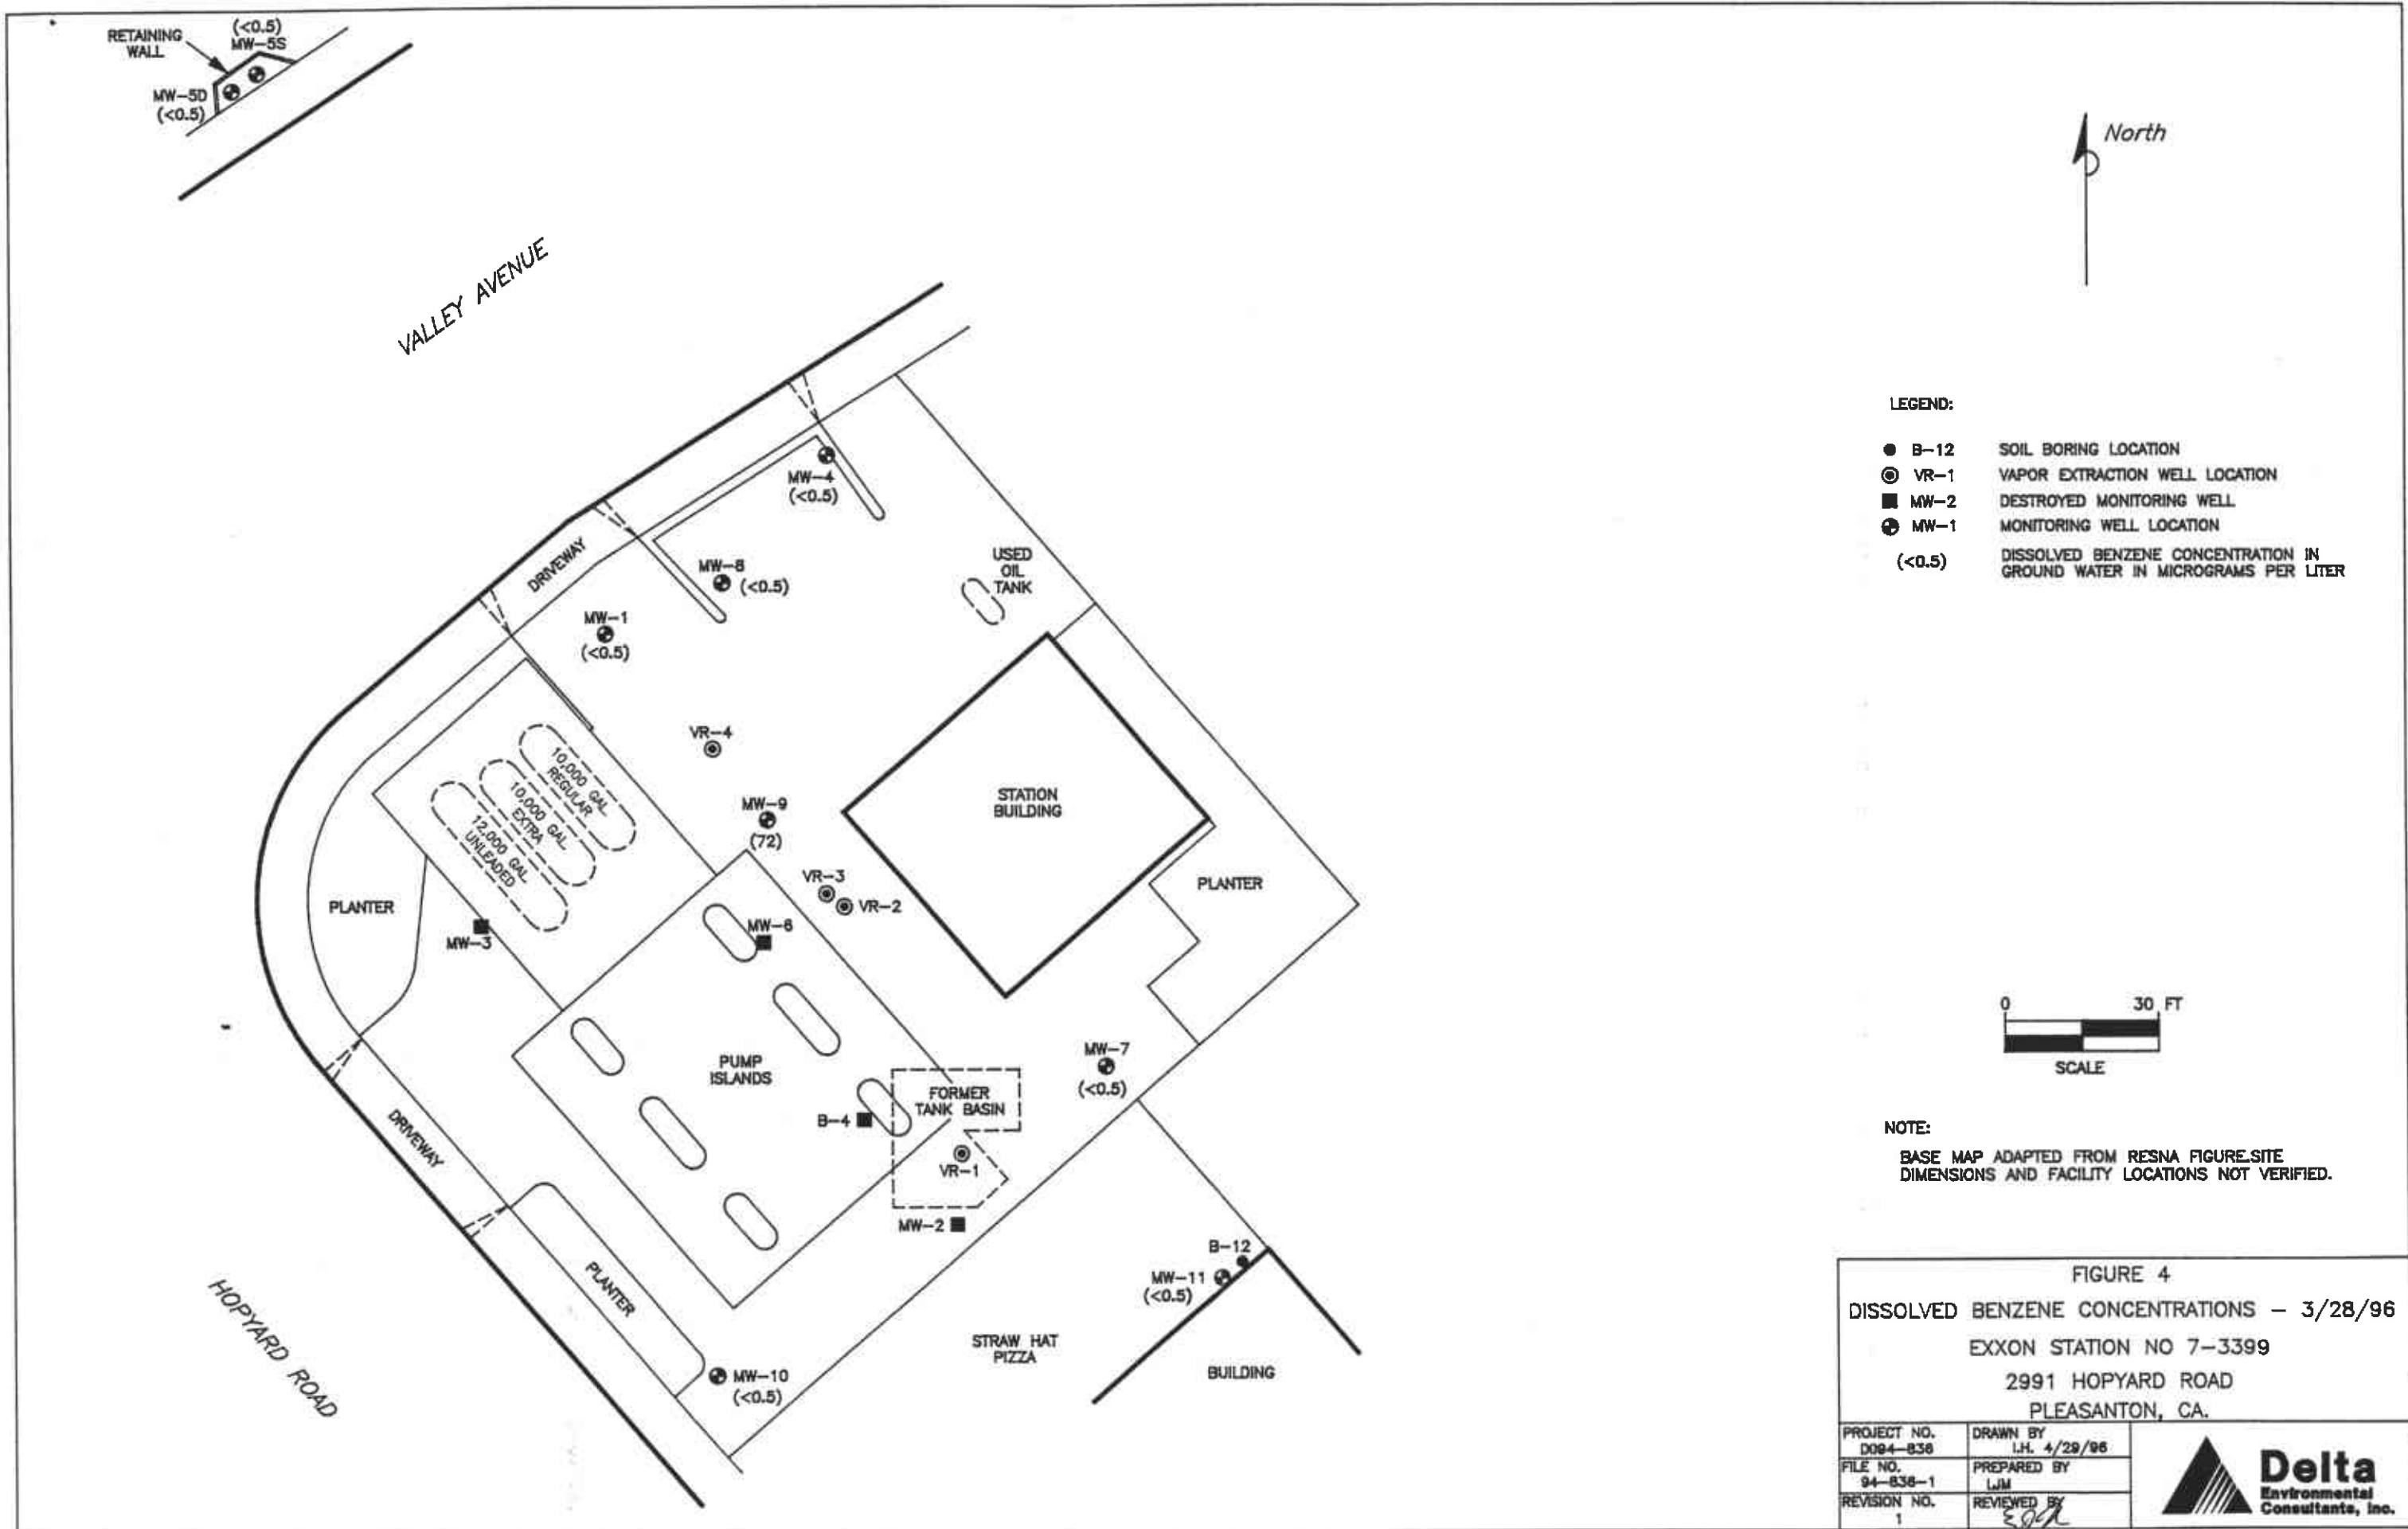 RETAINING
WALL
(<0.5)
MW-5S
MW-5D
(<0.5)
North
VALLEY AVENUE
LEGEND:
B-12 SOIL BORING LOCATION
VR-1 VAPOR EXTRACTION WELL LOCATION
MW-2 DESTROYED MONITORING WELL
MW-1 MONITORING WELL LOCATION
(<0.5) DISSOLVED BENZENE CONCENTRATION IN
GROUND WATER IN MICROGRAMS PER LITER
MW-4
(<0.5)
DRIVEWAY
MW-8
(<0.5)
USED
OIL
TANK
MW-1
(<0.5)
VR-4
10,000 GAL.
REGULAR
10,000 GAL.
EXTRA
12,000 GAL.
UNLEADED
MW-9
(72)
STATION
BUILDING
VR-3
VR-2
PLANTER
PLANTER
MW-3
MW-6
PUMP
ISLANDS
MW-7
(<0.5)
FORMER
TANK BASIN
B-4
VR-1
MW-2
DRIVEWAY
PLANTER
HOPYARD ROAD
B-12
MW-11
(<0.5)
STRAW HAT
PIZZA
BUILDING
MW-10
(<0.5)
0 30 FT
SCALE
NOTE:
BASE MAP ADAPTED FROM RESNA FIGURE.SITE
DIMENSIONS AND FACILITY LOCATIONS NOT VERIFIED.
FIGURE 4
DISSOLVED BENZENE CONCENTRATIONS - 3/28/96
EXXON STATION NO 7-3399
2991 HOPYARD ROAD
PLEASANTON, CA.
PROJECT NO.
D094-836
DRAWN BY
I.H. 4/29/96
FILE NO.
94-836-1
PREPARED BY
LJM
REVISION NO.
1
REVIEWED BY
Delta
Environmental
Consultants, Inc.